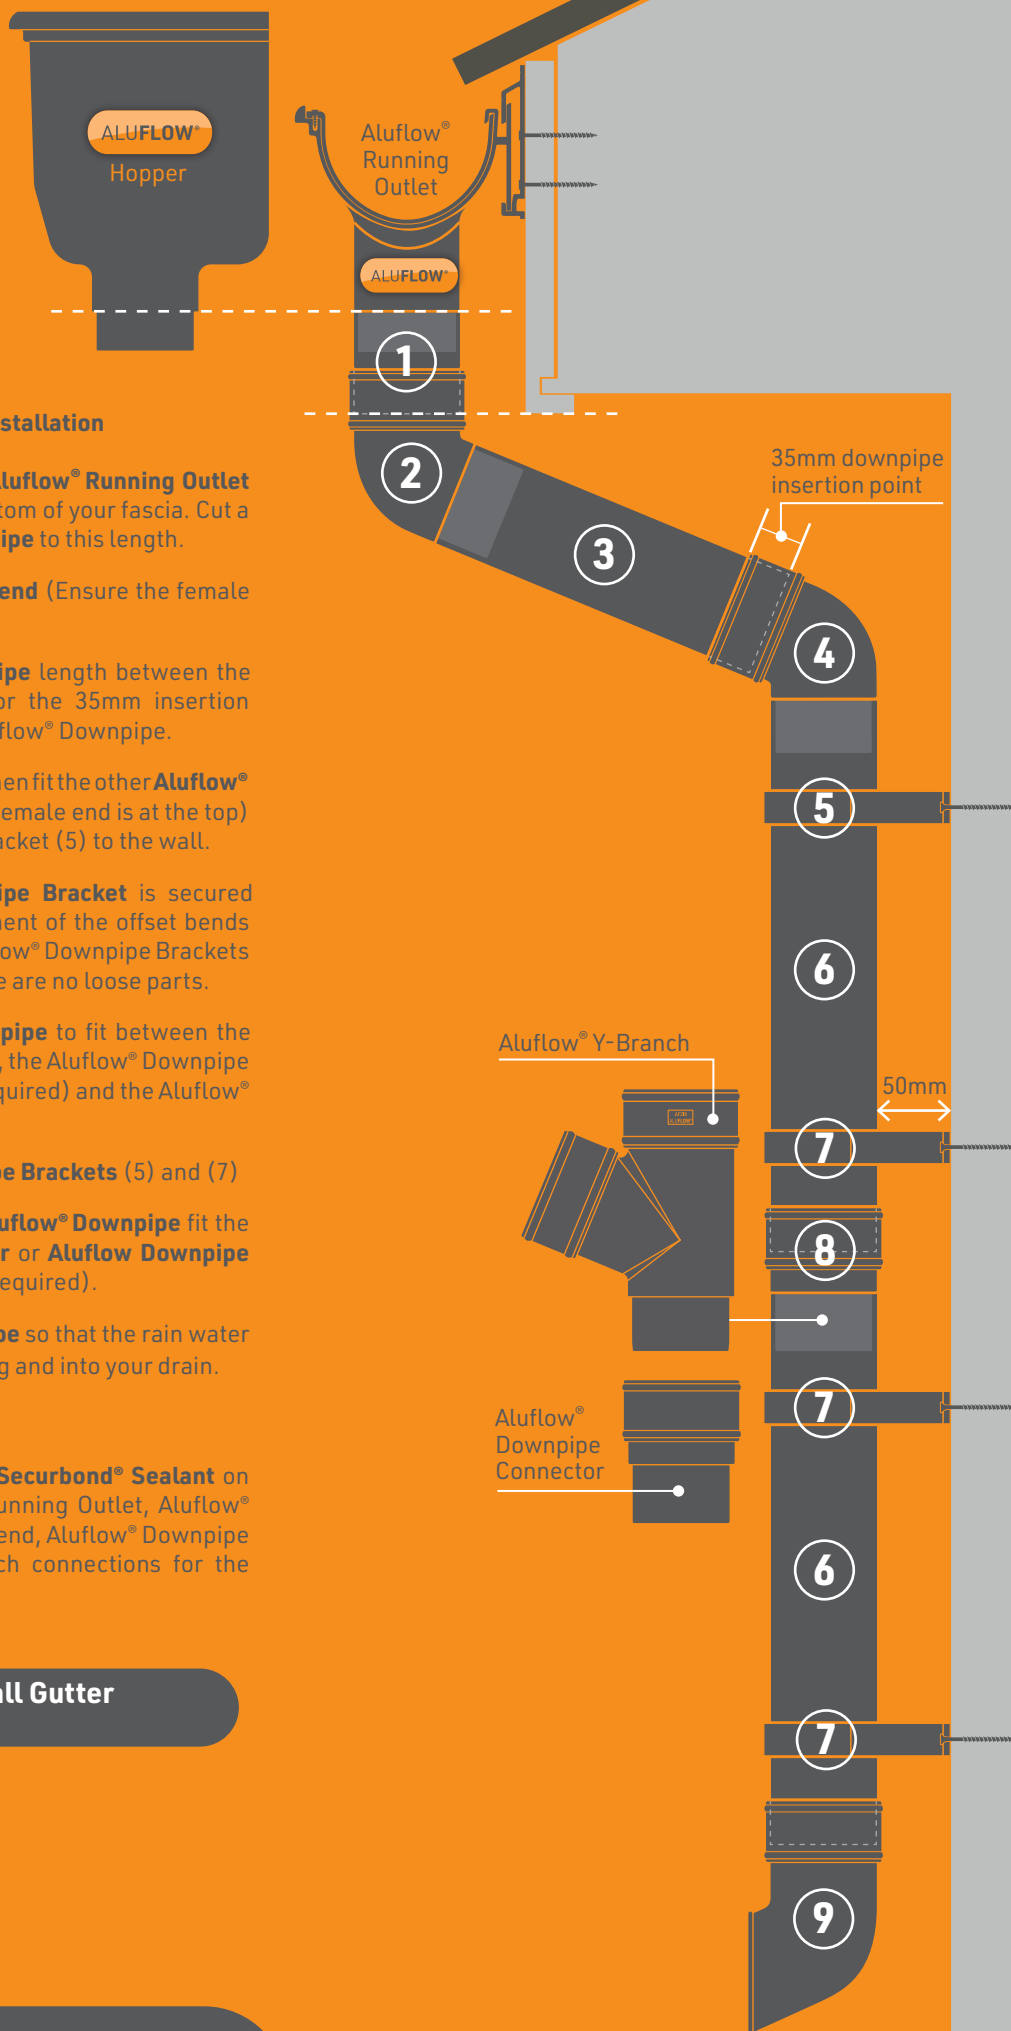 ALUFLOW®
Hopper
Aluflow®
Running
Outlet
ALUFLOW®
1
stallation
luflow® Running Outlet
tom of your fascia. Cut a
ipe to this length.
end (Ensure the female
ipe length between the
or the 35mm insertion
flow® Downpipe.
hen fit the other Aluflow®
emale end is at the top)
acket (5) to the wall.
ipe Bracket is secured
ment of the offset bends
ow® Downpipe Brackets
e are no loose parts.
pipe to fit between the
, the Aluflow® Downpipe
quired) and the Aluflow®
pe Brackets (5) and (7)
uflow® Downpipe fit the
r or Aluflow Downpipe
equired).
pe so that the rain water
g and into your drain.
Securbond® Sealant on
unning Outlet, Aluflow®
end, Aluflow® Downpipe
ch connections for the
all Gutter
2
3
35mm downpipe
insertion point
4
5
6
Aluflow® Y-Branch
50mm
7
8
7
Aluflow®
Downpipe
Connector
6
7
9